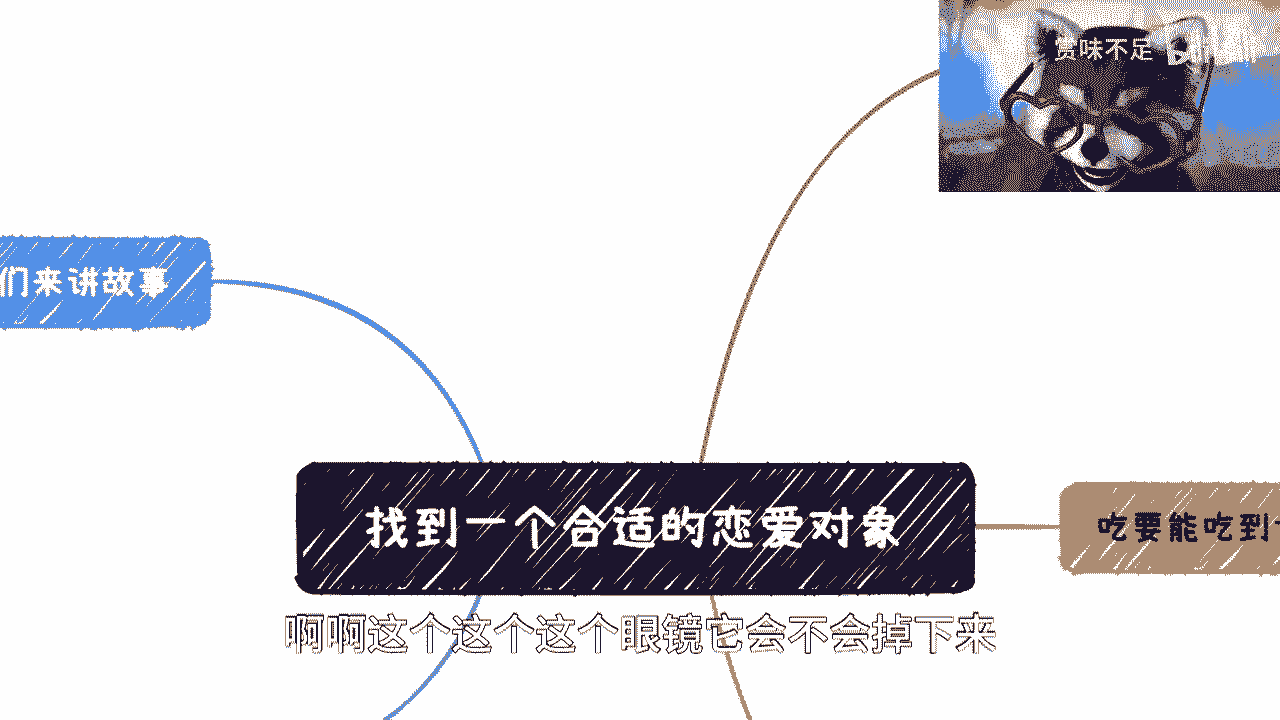 赏味不足
们来讲故事
找到一个合适的恋爱对象
吃要能吃到
啊啊这个这个这个眼镜它会不会掉下来